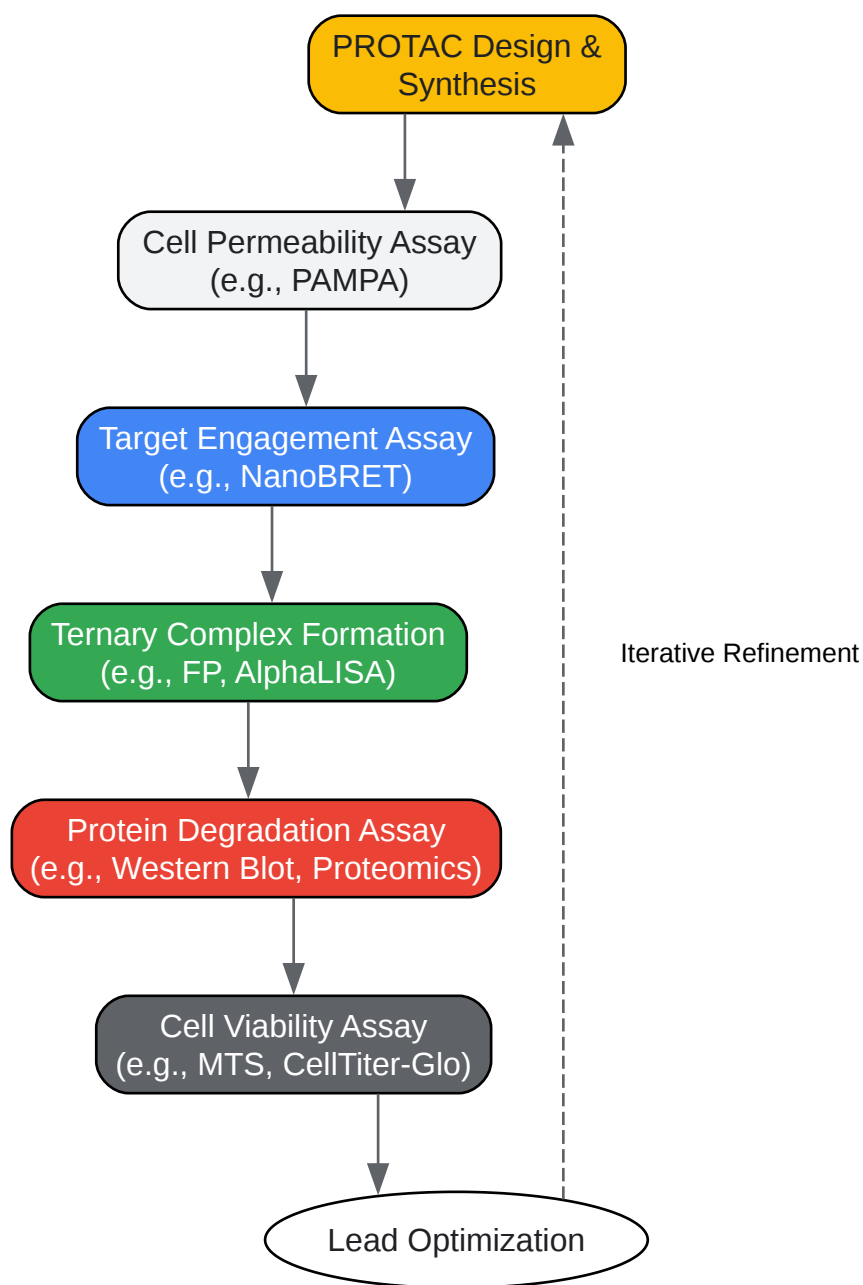 PROTAC Design &
Synthesis
Cell Permeability Assay
(e.g., PAMPA)
Target Engagement Assay
(e.g., NanoBRET)
Ternary Complex Formation
(e.g., FP, AlphaLISA)
Iterative Refinement
Protein Degradation Assay
(e.g., Western Blot, Proteomics)
Cell Viability Assay
(e.g., MTS, CellTiter-Glo)
Lead Optimization